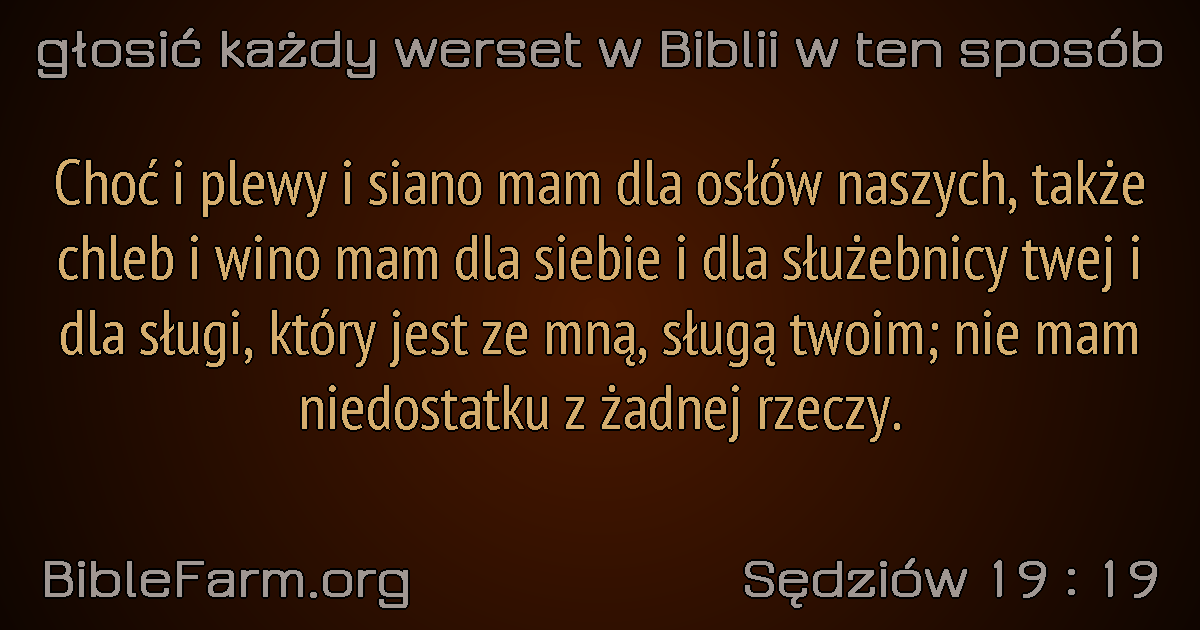 głosić każdy werset w Biblii w ten sposób
Choć i plewy i siano mam dla osłów naszych, także
chleb i wino mam dla siebie i dla służebnicy twej i
dla sługi, który jest ze mną, sługą twoim; nie mam
niedostatku z żadnej rzeczy.
BibleFarm.org
Sędziów 19 : 19